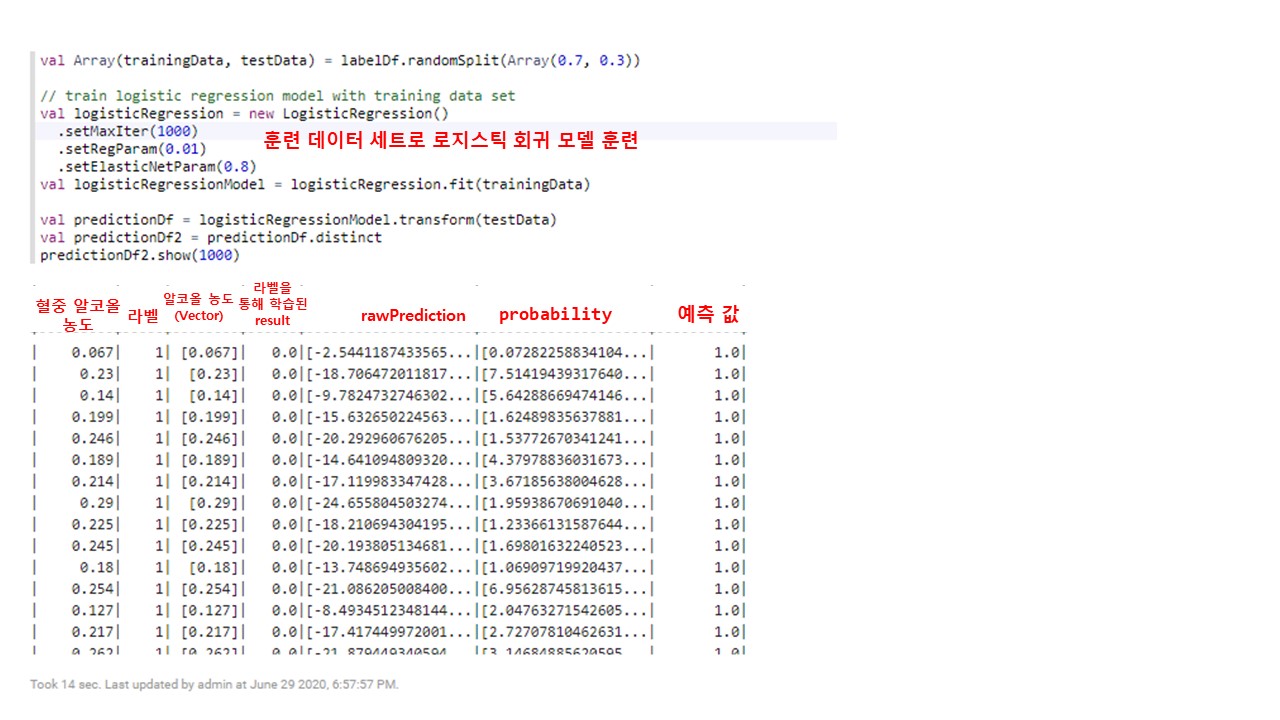 val Array(trainingData, testData) = labelDf.randomSplit(Array(0.7, 0.3))
// train logistic regression model with training data set
val logisticRegression = new LogisticRegression()
.setMaxIter(1000)
훈련 데이터 세트로 로지스틱 회귀 모델 훈련
.setRegParam(0.01)
.setElasticNetParam(0.8)
val logisticRegressionModel = logisticRegression.fit(trainingData)
val predictionDf = logisticRegressionModel.transform(testData)
val predictionDf2 = predictionDf.distinct
predictionDf2.show(1000)
혈중 알코올
농도
라벨
알코올 농도
(Vector)
라벨을
통해 학습된
result
rawPrediction
probability
예측 값
| 0.067| 1| [0.067]| 0.0|[-2.5441187433565...|[0.07282258834104...| 1.0|
| 0.23| 1| [0.23]| 0.0|[-18.706472011817...|[7.51419439317640...| 1.0|
| 0.14| 1| [0.14]| 0.0|[-9.7824732746302...|[5.64288669474146...| 1.0|
| 0.199| 1| [0.199]| 0.0|[-15.632650224563...|[1.62489835637881...| 1.0|
| 0.246| 1| [0.246]| 0.0|[-20.292960676205...|[1.53772670341241...| 1.0|
| 0.189| 1| [0.189]| 0.0|[-14.641094809320...|[4.37978836031673...| 1.0|
| 0.214| 1| [0.214]| 0.0|[-17.119983347428...|[3.67185638004628...| 1.0|
| 0.29| 1| [0.29]| 0.0|[-24.655804503274...|[1.95938670691040...| 1.0|
| 0.225| 1| [0.225]| 0.0|[-18.210694304195...|[1.23366131587644...| 1.0|
| 0.245| 1| [0.245]| 0.0|[-20.193805134681...|[1.69801632240523...| 1.0|
| 0.18| 1| [0.18]| 0.0|[-13.748694935602...|[1.06909719920437...| 1.0|
| 0.254| 1| [0.254]| 0.0|[-21.086205008400...|[6.95628745813615...| 1.0|
| 0.127| 1| [0.127]| 0.0|[-8.4934512348144...|[2.04763271542605...| 1.0|
| 0.217| 1| [0.217]| 0.0|[-17.417449972001...|[2.72707810462631...| 1.0|
| 0.262| 1| [0.262]| 0.0|[-21.879449340594...|[3.14684885620595...| 1.0|
Took 14 sec. Last updated by admin at June 29 2020, 6:57:57 PM.